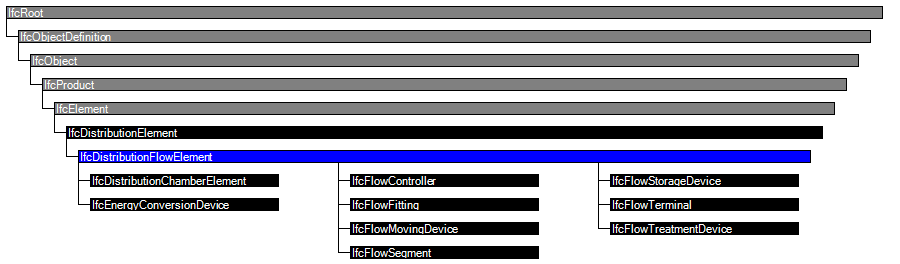 IfcRoot
IfcObjectDefinition
IfcObject
IfcProduct
IfcElement
IfcDistributionElement
IfcDistributionFlowElement
IfcDistributionChamberElement
IfcEnergyConversionDevice
IfcFlowController
IfcFlowFitting
IfcFlowMovingDevice
IfcFlowSegment
IfcFlowStorageDevice
IfcFlowTerminal
IfcFlowTreatmentDevice